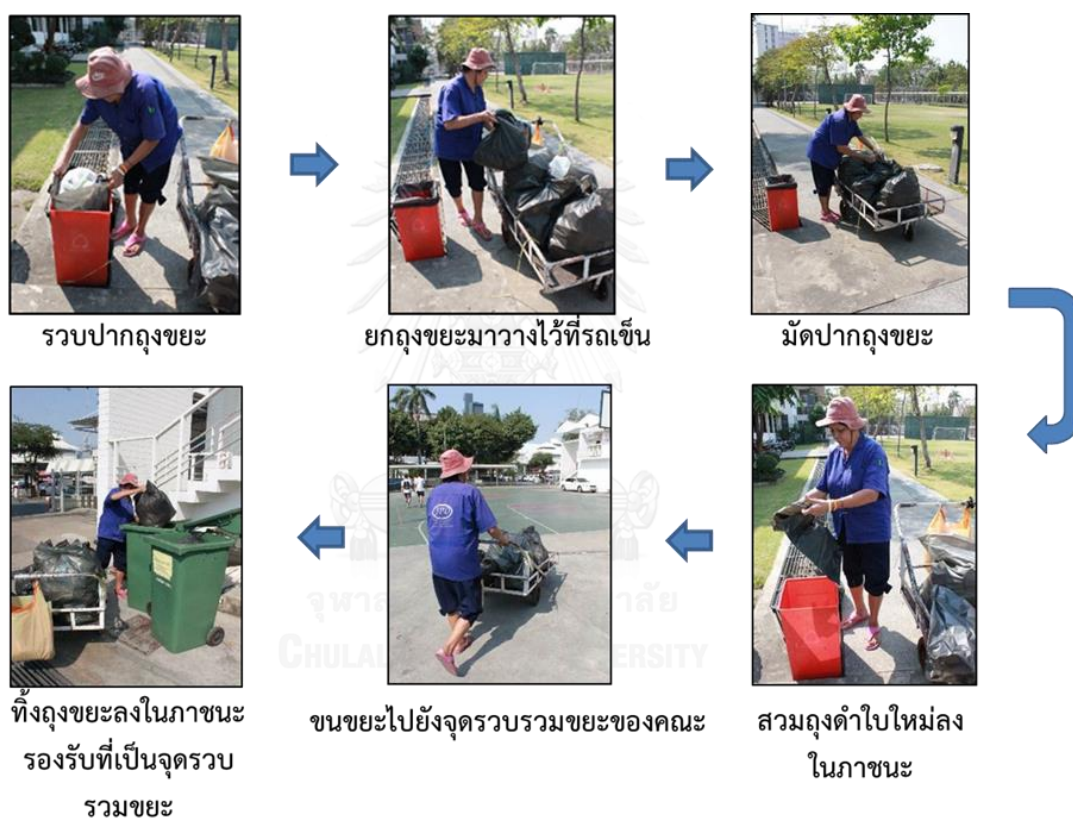 รวบปากถุงขยะ
ยกถุงขยะมาวางไว้ที่รถเข็น
มัดปากถุงขยะ
สวมถุงดำใบใหม่ลง
ในภาชนะ
ขนขยะไปยังจุดรวบรวมขยะของคณะ
ทิ้งถุงขยะลงในภาชนะ
รองรับที่เป็นจุดรวบ
รวมขยะ